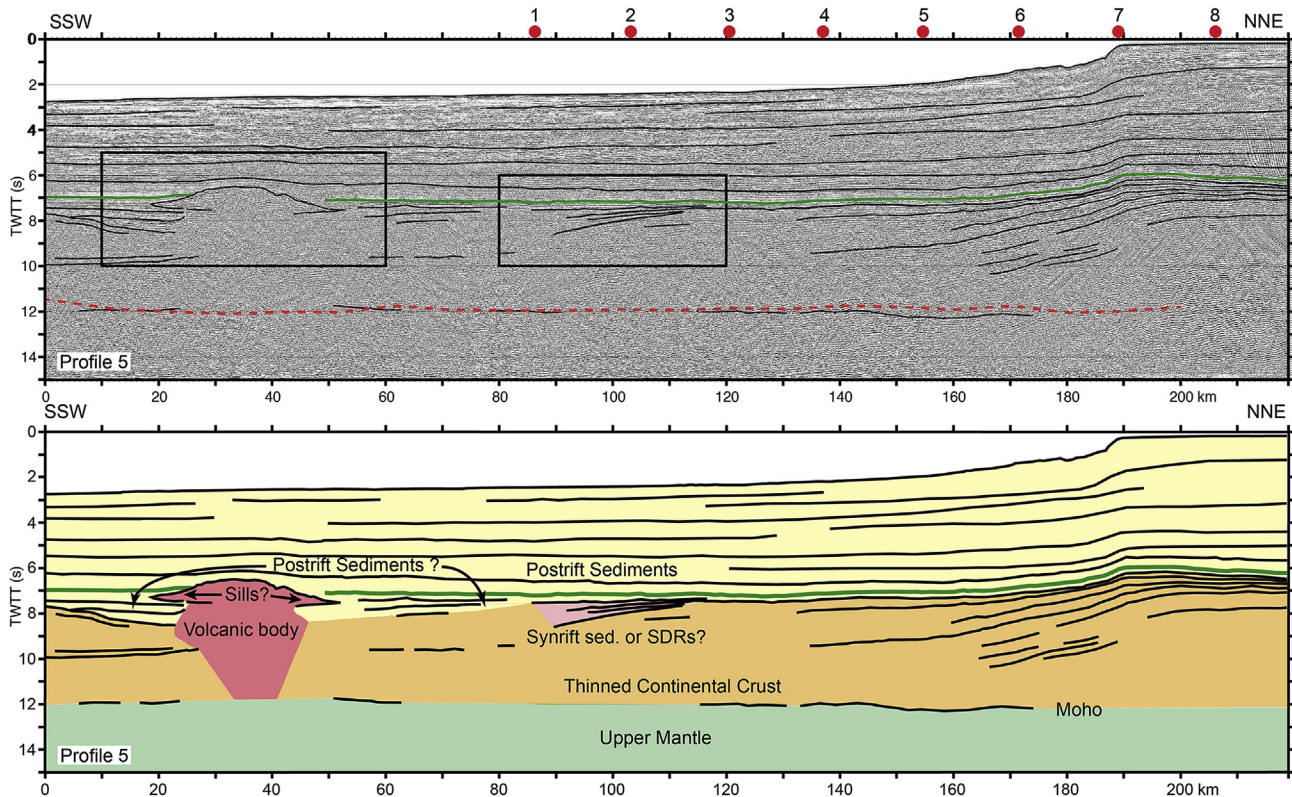 1 2 3 4 5 6 7 8
SSW NNE
0
2
4
6
8
10
12
14
TWTT (s)
Profile 5
0 20 40 60 80 100 120 140 160 180 200 km
SSW NNE
0
2
4
6
8
10
12
14
TWTT (s)
Postrift Sediments ?
Postrift Sediments
Sills?
Volcanic body
Synrift sed. or SDRs?
Thinned Continental Crust
Moho
Upper Mantle
Profile 5
0 20 40 60 80 100 120 140 160 180 200 km